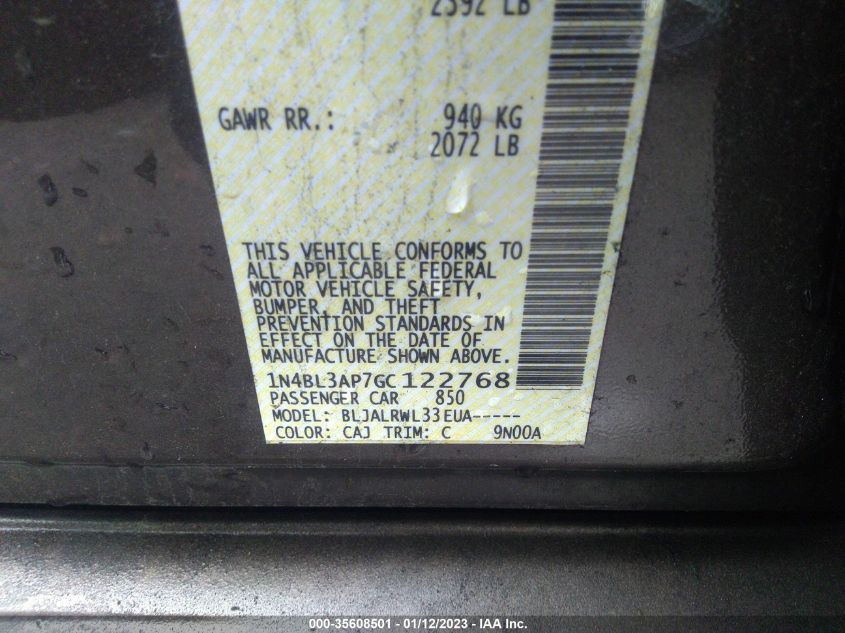 2592 LB
GAWR RR.: 940 KG
2072 LB
THIS VEHICLE CONFORMS TO
ALL APPLICABLE FEDERAL
MOTOR VEHICLE SAFETY,
BUMPER, AND THEFT
PREVENTION STANDARDS IN
EFFECT ON THE DATE OF
MANUFACTURE SHOWN ABOVE.
1N4BL3AP7GC122768
PASSENGER CAR 850
MODEL: BLJALRWL33EUA-----
COLOR: CAJ TRIM: C 9N00A
000-35608501 - 01/12/2023 - IAA Inc.